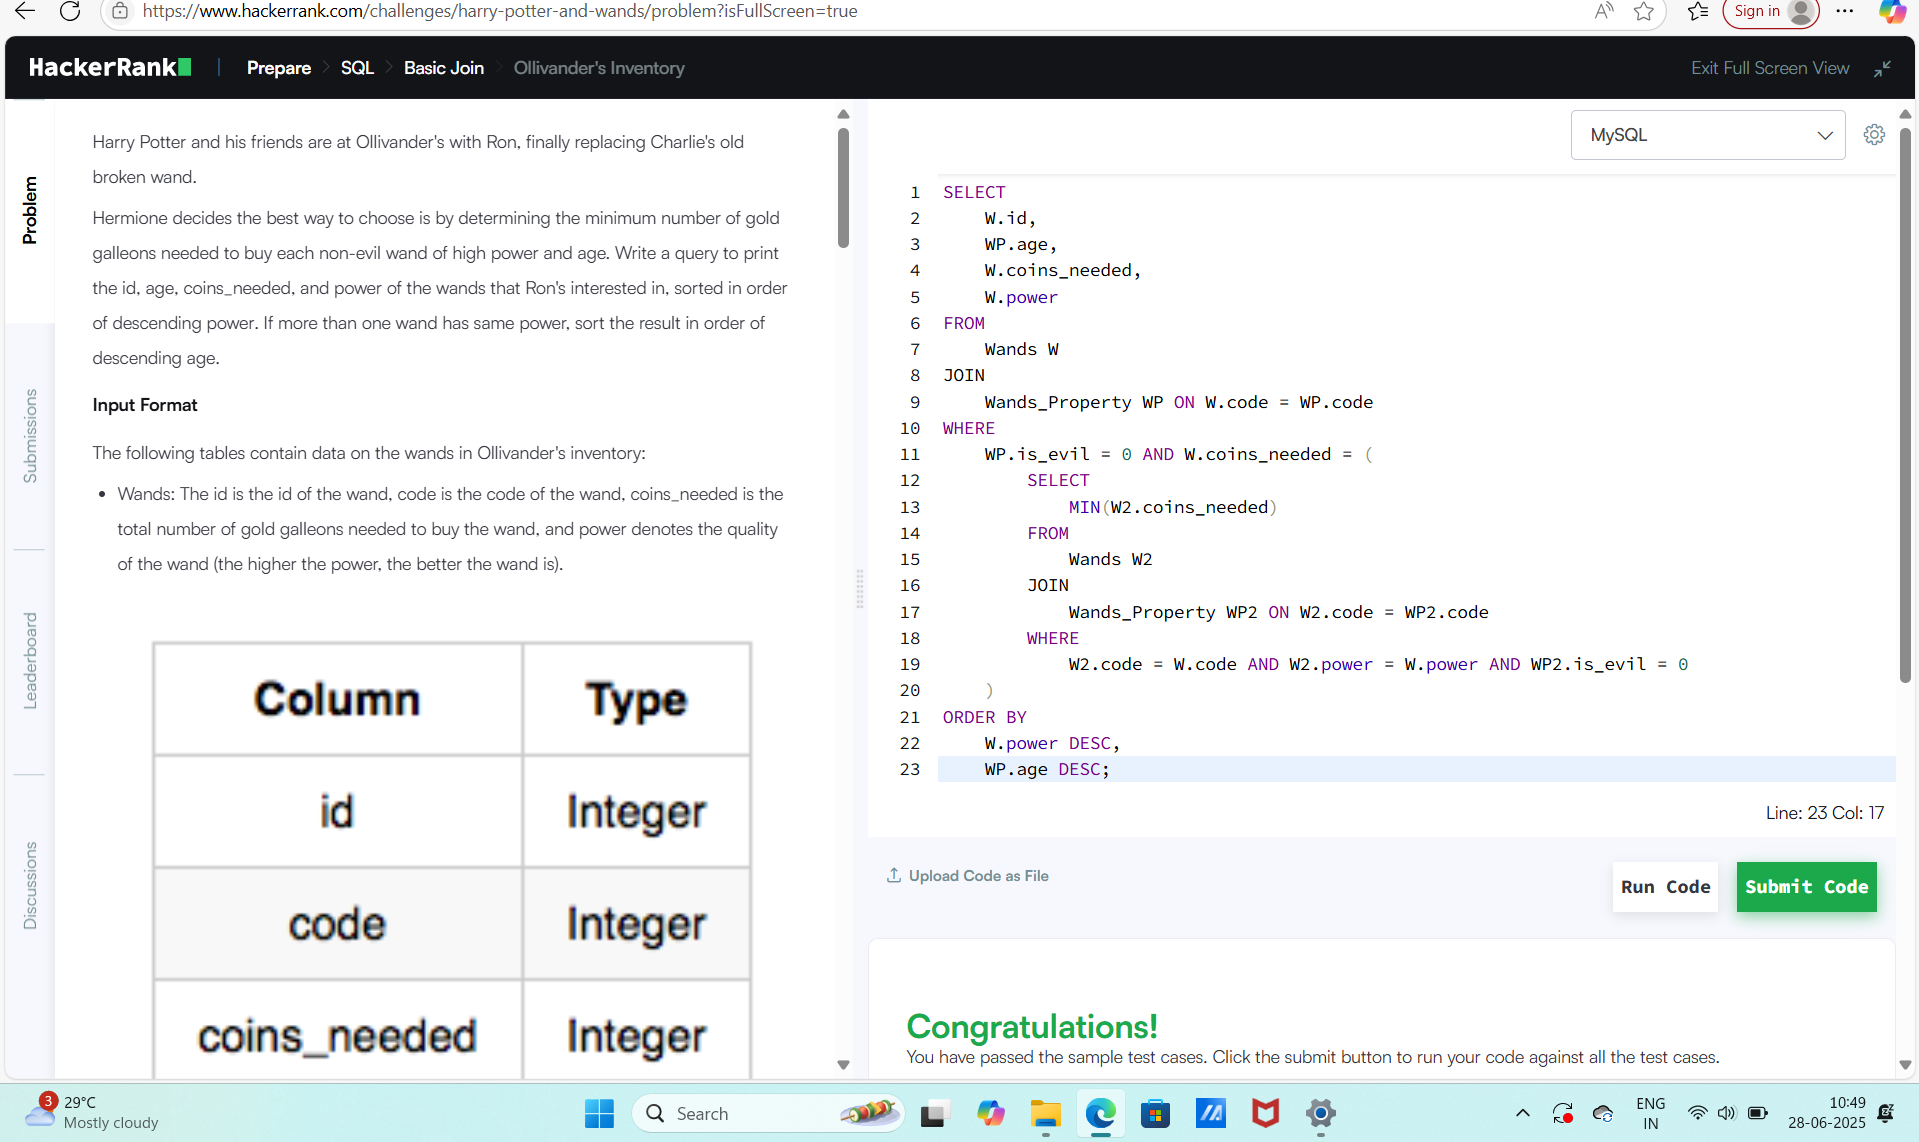 https://www.hackerrank.com/challenges/harry-potter-and-wands/problem?isFullScreen=true
Sign in
HackerRank
Prepare
SQL
Basic Join
Ollivander's Inventory
Exit Full Screen View
Problem
Submissions
Leaderboard
Discussions
Harry Potter and his friends are at Ollivander's with Ron, finally replacing Charlie's old
broken wand.
Hermione decides the best way to choose is by determining the minimum number of gold
galleons needed to buy each non-evil wand of high power and age. Write a query to print
the id, age, coins_needed, and power of the wands that Ron's interested in, sorted in order
of descending power. If more than one wand has same power, sort the result in order of
descending age.
Input Format
The following tables contain data on the wands in Ollivander's inventory:
• Wands: The id is the id of the wand, code is the code of the wand, coins_needed is the
total number of gold galleons needed to buy the wand, and power denotes the quality
of the wand (the higher the power, the better the wand is).
Column Type
id Integer
code Integer
coins_needed Integer
MySQL
1 SELECT
2 W.id,
3 WP.age,
4 W.coins_needed,
5 W.power
6 FROM
7 Wands W
8 JOIN
9 Wands_Property WP ON W.code = WP.code
10 WHERE
11 WP.is_evil = 0 AND W.coins_needed = (
12 SELECT
13 MIN(W2.coins_needed)
14 FROM
15 Wands W2
16 JOIN
17 Wands_Property WP2 ON W2.code = WP2.code
18 WHERE
19 W2.code = W.code AND W2.power = W.power AND WP2.is_evil = 0
20 )
21 ORDER BY
22 W.power DESC,
23 WP.age DESC;
Line: 23 Col: 17
Upload Code as File
Run Code
Submit Code
Congratulations!
You have passed the sample test cases. Click the submit button to run your code against all the test cases.
3
29°C
Mostly cloudy
Search
ENG
IN
10:49
28-06-2025